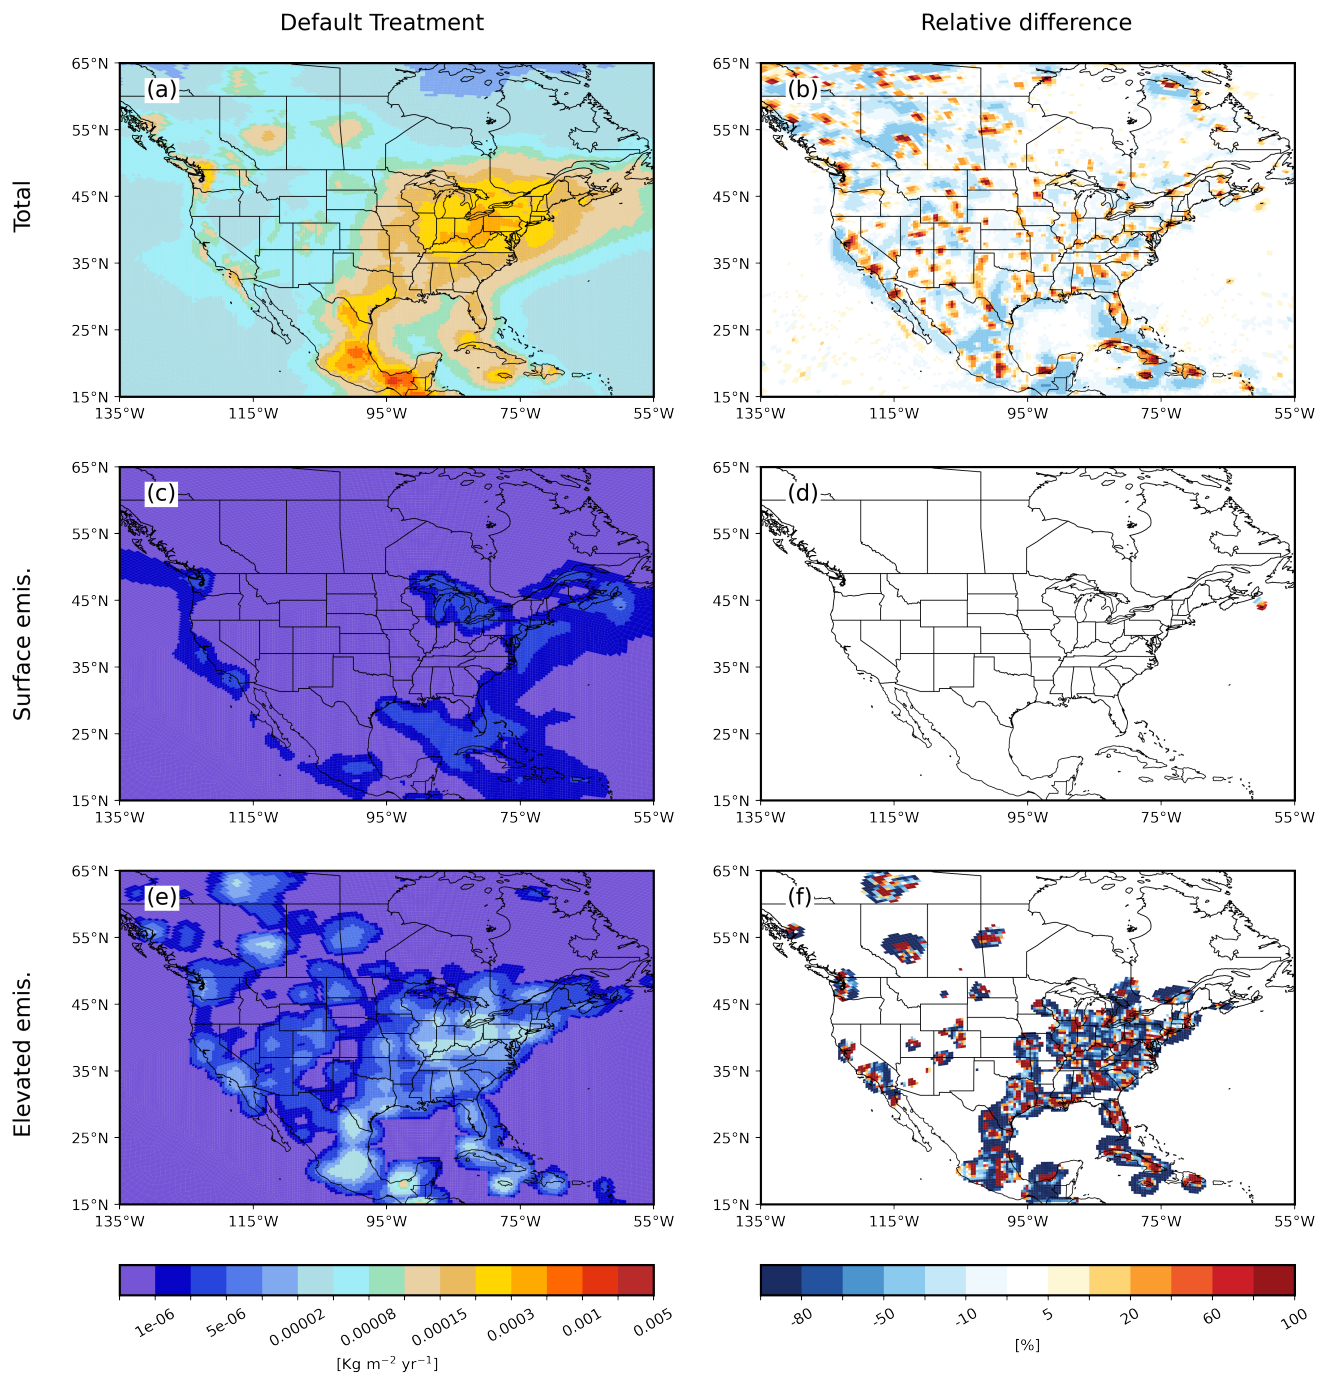 Default Treatment
Relative difference
Total
(a)
65°N
55°N
45°N
35°N
25°N
15°N
135°W 115°W 95°W 75°W 55°W
(b)
65°N
55°N
45°N
35°N
25°N
15°N
135°W 115°W 95°W 75°W 55°W
Surface emis.
(c)
65°N
55°N
45°N
35°N
25°N
15°N
135°W 115°W 95°W 75°W 55°W
(d)
65°N
55°N
45°N
35°N
25°N
15°N
135°W 115°W 95°W 75°W 55°W
Elevated emis.
(e)
65°N
55°N
45°N
35°N
25°N
15°N
135°W 115°W 95°W 75°W 55°W
(f)
65°N
55°N
45°N
35°N
25°N
15°N
135°W 115°W 95°W 75°W 55°W
1e-06 5e-06 0.00002 0.00008 0.00015 0.0003 0.001 0.005
[Kg m⁻² yr⁻¹]
-80 -50 -10 5 20 60 100
[%]